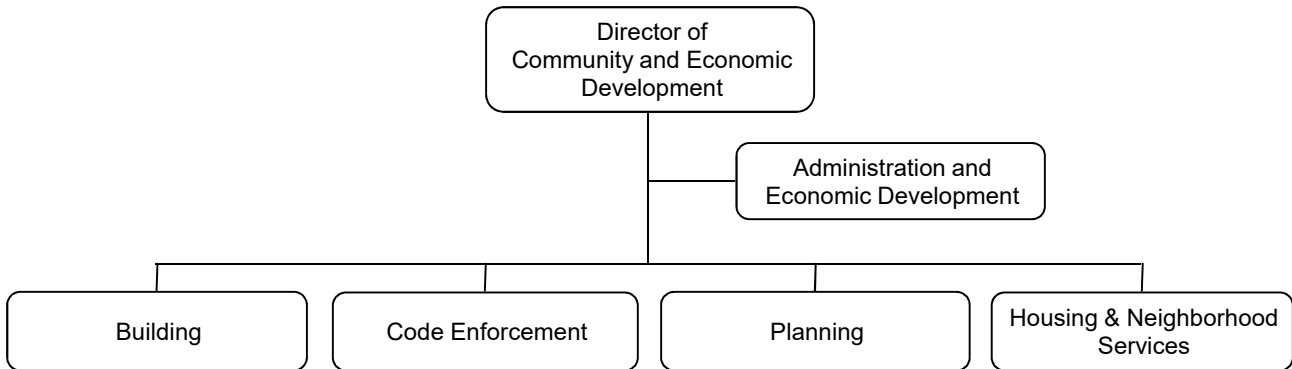 Director of
Community and Economic
Development
Administration and
Economic Development
Building
Code Enforcement
Planning
Housing & Neighborhood
Services